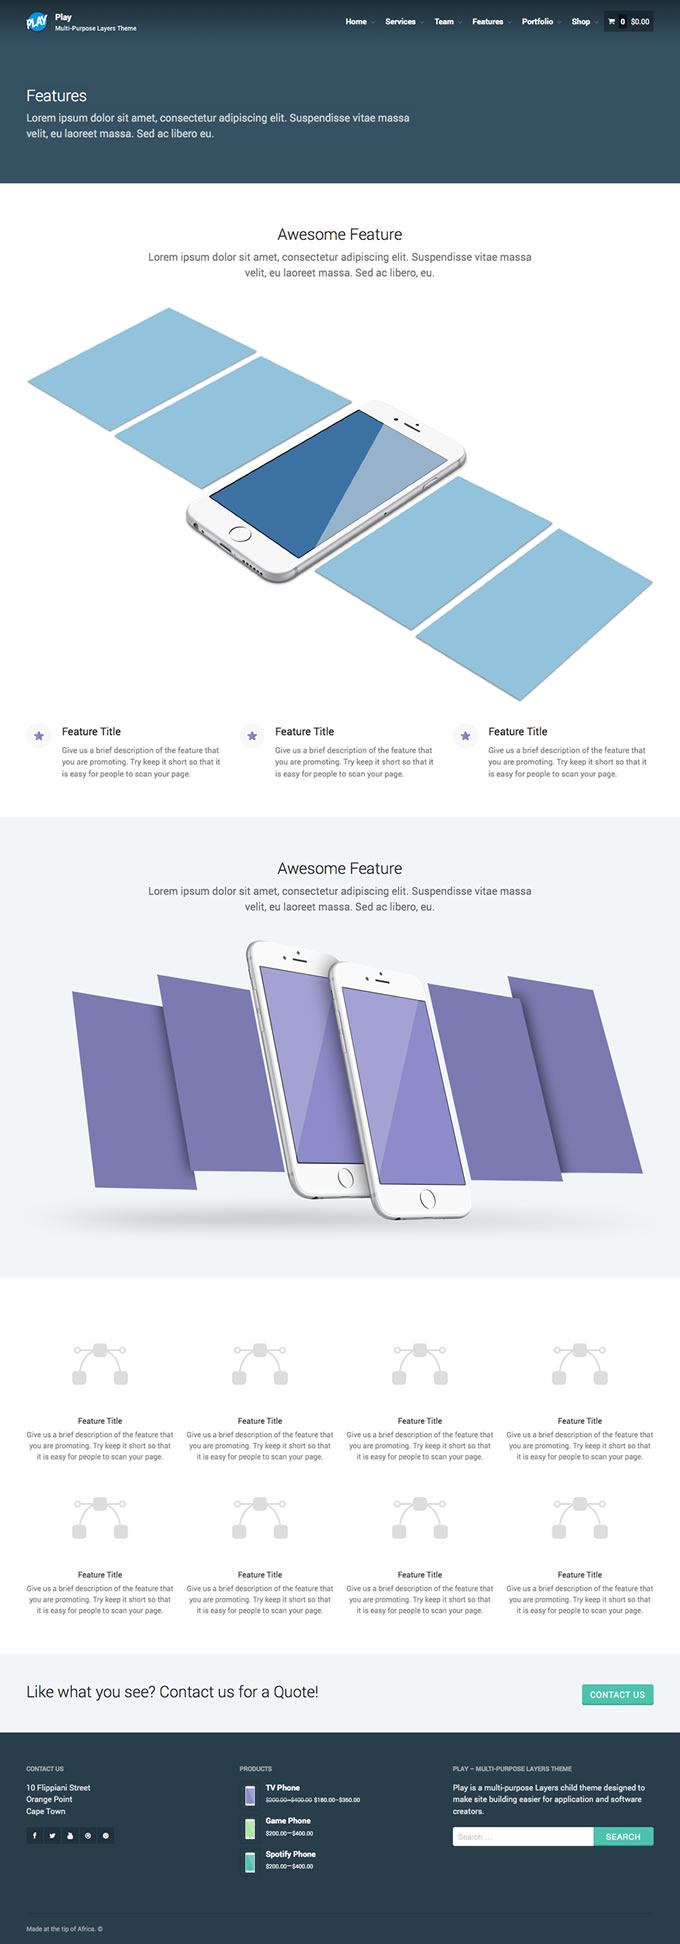 PLAY
Play
Multi-Purpose Layers Theme
Home Services Team Features Portfolio Shop 0 $0.00
Features
Lorem ipsum dolor sit amet, consectetur adipiscing elit. Suspendisse vitae massa
velit, eu laoreet massa. Sed ac libero eu.
Awesome Feature
Lorem ipsum dolor sit amet, consectetur adipiscing elit. Suspendisse vitae massa
velit, eu laoreet massa. Sed ac libero, eu.
Feature Title
Give us a brief description of the feature that
you are promoting. Try keep it short so that it
is easy for people to scan your page.
Feature Title
Give us a brief description of the feature that
you are promoting. Try keep it short so that it
is easy for people to scan your page.
Feature Title
Give us a brief description of the feature that
you are promoting. Try keep it short so that it
is easy for people to scan your page.
Awesome Feature
Lorem ipsum dolor sit amet, consectetur adipiscing elit. Suspendisse vitae massa
velit, eu laoreet massa. Sed ac libero, eu.
Feature Title
Give us a brief description of the feature that
you are promoting. Try keep it short so that
it is easy for people to scan your page.
Feature Title
Give us a brief description of the feature that
you are promoting. Try keep it short so that
it is easy for people to scan your page.
Feature Title
Give us a brief description of the feature that
you are promoting. Try keep it short so that
it is easy for people to scan your page.
Feature Title
Give us a brief description of the feature that
you are promoting. Try keep it short so that
it is easy for people to scan your page.
Feature Title
Give us a brief description of the feature that
you are promoting. Try keep it short so that
it is easy for people to scan your page.
Feature Title
Give us a brief description of the feature that
you are promoting. Try keep it short so that
it is easy for people to scan your page.
Feature Title
Give us a brief description of the feature that
you are promoting. Try keep it short so that
it is easy for people to scan your page.
Feature Title
Give us a brief description of the feature that
you are promoting. Try keep it short so that
it is easy for people to scan your page.
Like what you see? Contact us for a Quote!
CONTACT US
CONTACT US
10 Flippiani Street
Orange Point
Cape Town
PRODUCTS
TV Phone
$200.00–$400.00 $180.00–$360.00
Game Phone
$200.00–$400.00
Spotify Phone
$200.00–$400.00
PLAY – MULTI-PURPOSE LAYERS THEME
Play is a multi-purpose Layers child theme designed to
make site building easier for application and software
creators.
Search ...
SEARCH
Made at the tip of Africa. ©